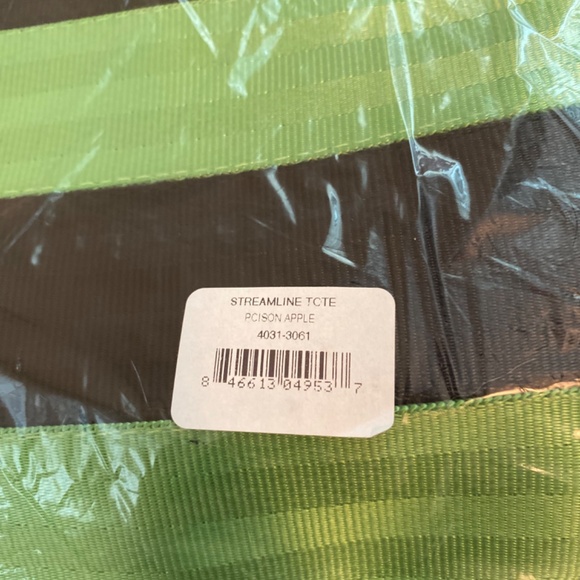 STREAMLINE TOTE
POISON APPLE
4031-3061
8 46613 04953 7